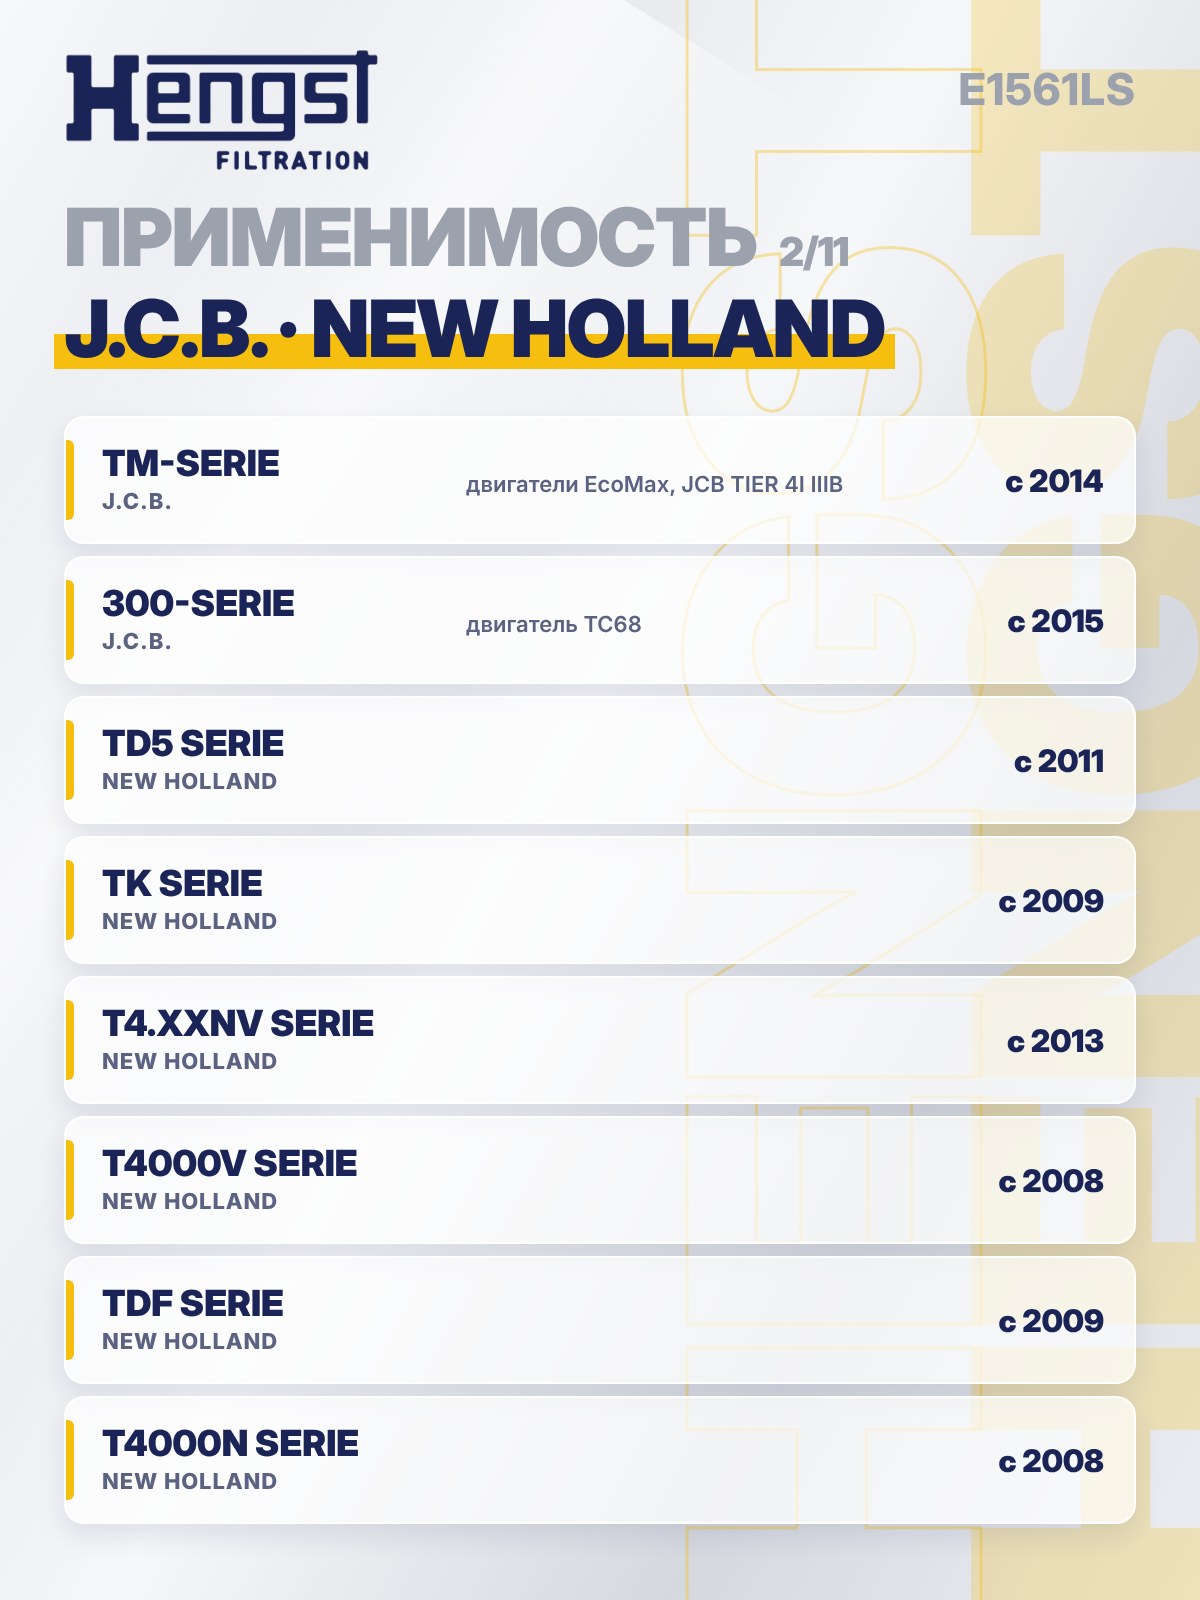 Hengst
FILTRATION
E1561LS
ПРИМЕНИМОСТЬ 2/11
J.C.B. · NEW HOLLAND
TM-SERIE
J.C.B.
двигатели EcoMax, JCB TIER 4I IIIB
с 2014
300-SERIE
J.C.B.
двигатель TC68
с 2015
TD5 SERIE
NEW HOLLAND
с 2011
TK SERIE
NEW HOLLAND
с 2009
T4.XXNV SERIE
NEW HOLLAND
с 2013
T4000V SERIE
NEW HOLLAND
с 2008
TDF SERIE
NEW HOLLAND
с 2009
T4000N SERIE
NEW HOLLAND
с 2008
HENGST
HENGST